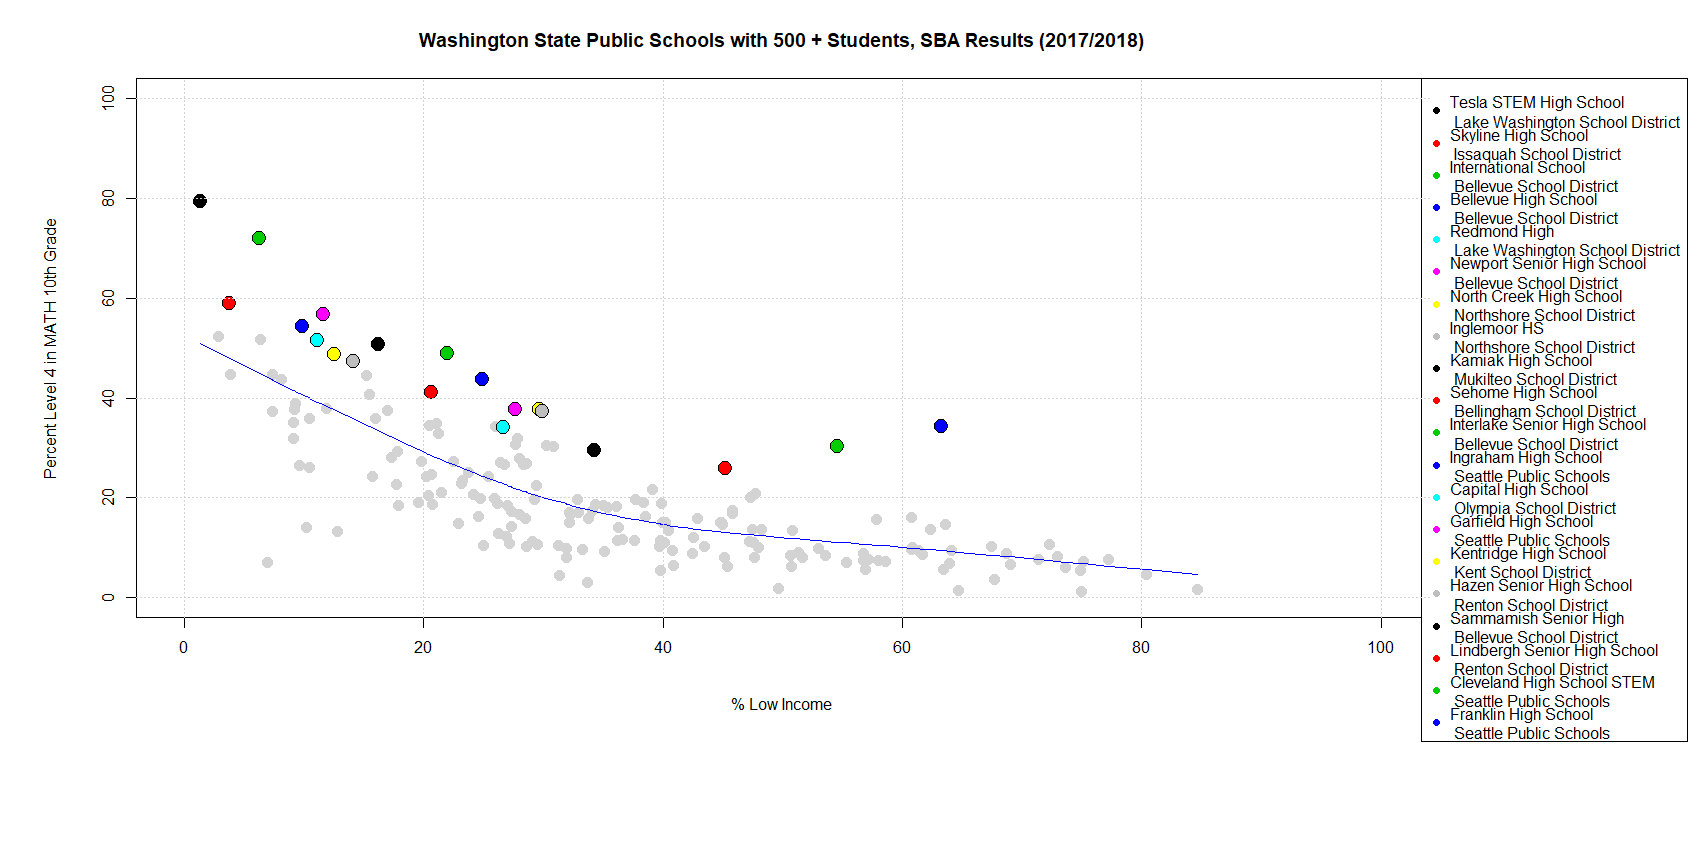 Washington State Public Schools with 500 + Students, SBA Results (2017/2018)
Percent Level 4 in MATH 10th Grade
100
80
60
40
20
0
0 20 40 60 80 100
% Low Income
Tesla STEM High School
Lake Washington School District
Skyline High School
Issaquah School District
International School
Bellevue School District
Bellevue High School
Bellevue School District
Redmond High
Lake Washington School District
Newport Senior High School
Bellevue School District
North Creek High School
Northshore School District
Inglemoor HS
Northshore School District
Kamiak High School
Mukilteo School District
Sehome High School
Bellingham School District
Interlake Senior High School
Bellevue School District
Ingraham High School
Seattle Public Schools
Capital High School
Olympia School District
Garfield High School
Seattle Public Schools
Kentridge High School
Kent School District
Hazen Senior High School
Renton School District
Sammamish Senior High
Bellevue School District
Lindbergh Senior High School
Renton School District
Cleveland High School STEM
Seattle Public Schools
Franklin High School
Seattle Public Schools